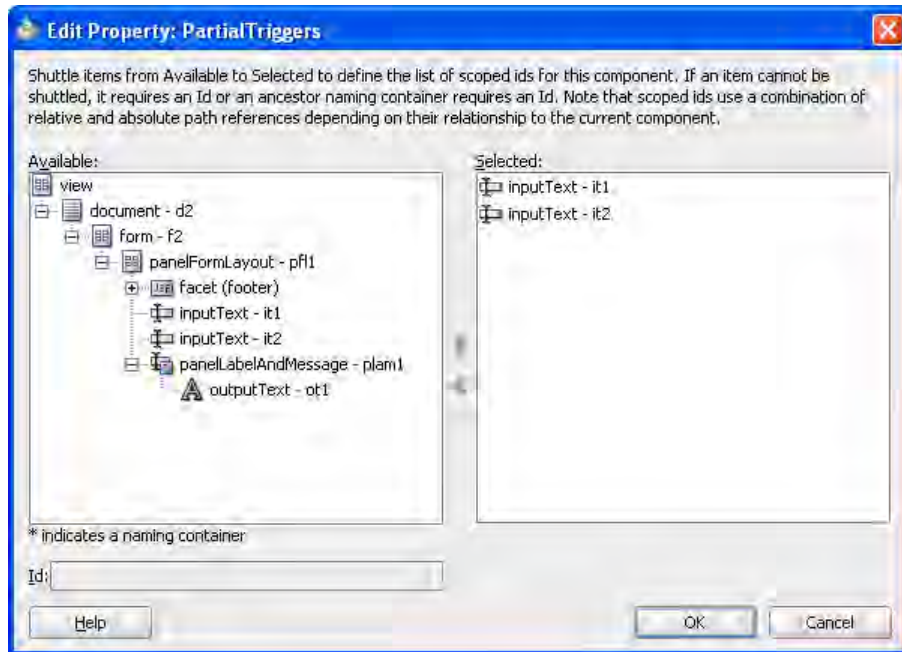 Edit Property: PartialTriggers
Shuttle items from Available to Selected to define the list of scoped ids for this component. If an item cannot be
shuttled, it requires an Id or an ancestor naming container requires an Id. Note that scoped ids use a combination of
relative and absolute path references depending on their relationship to the current component.
Available:
view
document - d2
form - f2
panelFormLayout - pfl1
facet (footer)
inputText - it1
inputText - it2
panelLabelAndMessage - plam1
outputText - ot1
Selected:
inputText - it1
inputText - it2
* indicates a naming container
Id:
Help
OK
Cancel